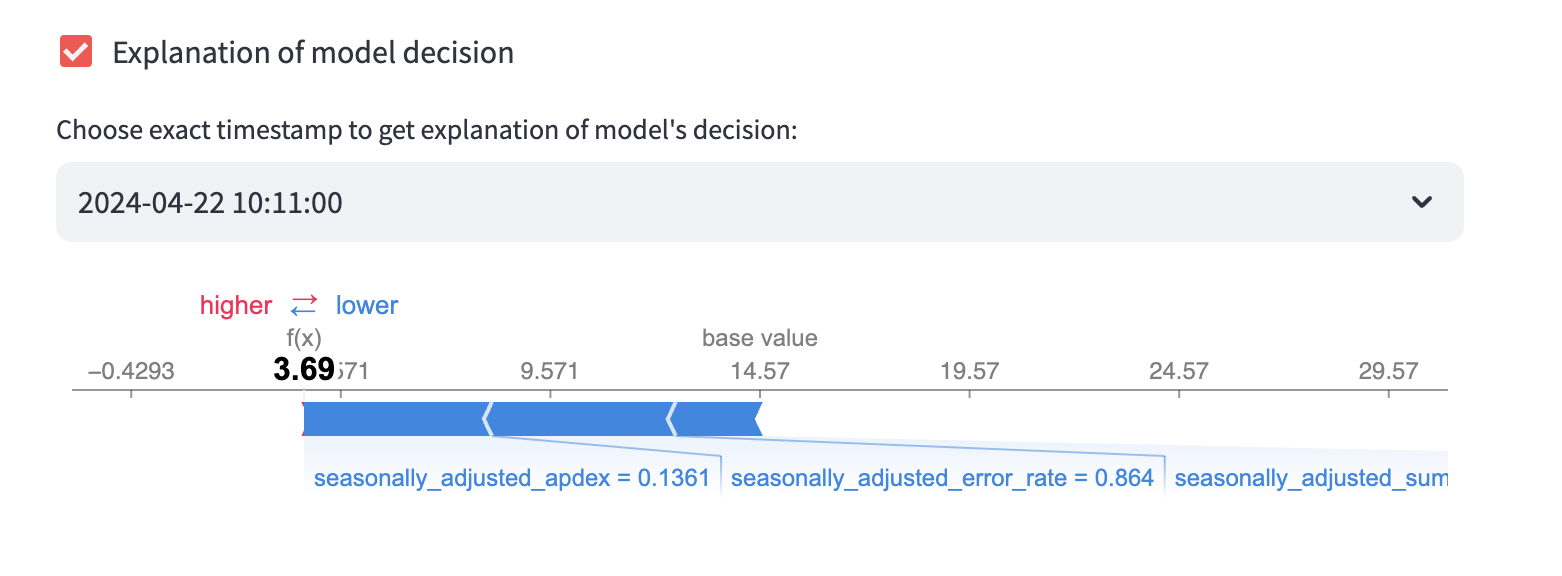 Explanation of model decision
Choose exact timestamp to get explanation of model's decision:
2024-04-22 10:11:00
higher ⇄ lower
f(x) base value
−0.4293 3.69 571 9.571 14.57 19.57 24.57 29.57
seasonally_adjusted_apdex = 0.1361 seasonally_adjusted_error_rate = 0.864 seasonally_adjusted_sum